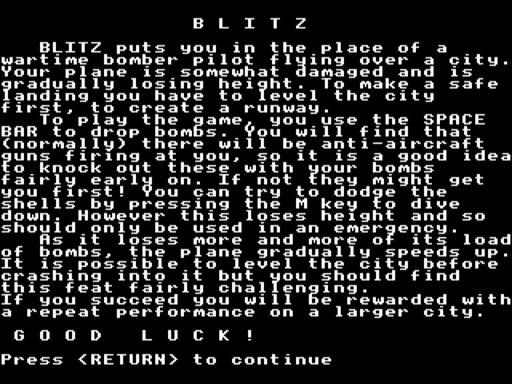 B L I T Z
BLITZ puts you in the place of a
wartime bomber pilot flying over a city.
Your plane is somewhat damaged and is
gradually losing height. To make a safe
landing you have to level the city
first, to create a runway.
To play the game, you use the SPACE
BAR to drop bombs. You will find that
(normally) there will be anti-aircraft
guns firing at you, so it is a good idea
to knock out these with your bombs
fairly early on. If not they might get
you first! You can try to dodge the
shells by pressing the M key to dive
down. However this loses height and so
should only be used in an emergency.
As it loses more and more of its load
of bombs, the plane gradually speeds up.
It is possible to level the city before
crashing into it but you should find
this feat fairly challenging.
If you succeed you will be rewarded with
a repeat performance on a larger city.
G O O D   L U C K !
Press <RETURN> to continue